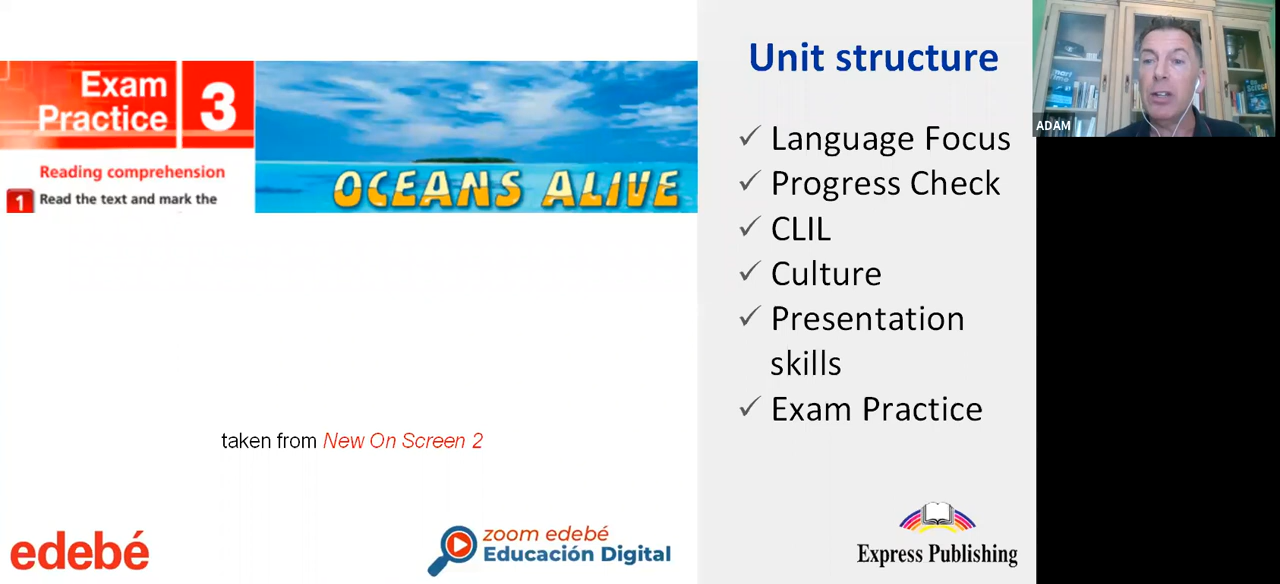 Exam
Practice
3
Reading comprehension
1 Read the text and mark the
OCEANS ALIVE
taken from New On Screen 2
edebé
zoom edebé
Educación Digital
Unit structure
✓ Language Focus
✓ Progress Check
✓ CLIL
✓ Culture
✓ Presentation
skills
✓ Exam Practice
Express Publishing
ADAM